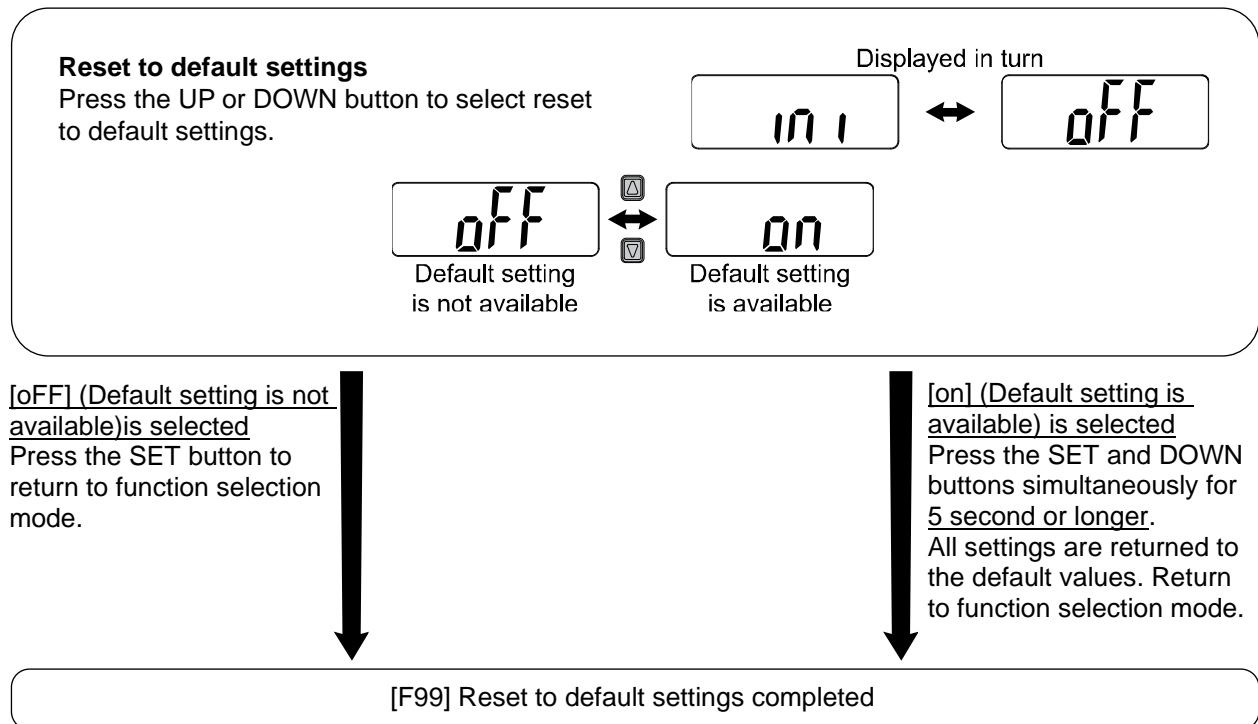 Reset to default settings
Press the UP or DOWN button to select reset
to default settings.
Displayed in turn
ini
oFF
oFF
on
Default setting
is not available
Default setting
is available
[oFF] (Default setting is not
available)is selected
Press the SET button to
return to function selection
mode.
[on] (Default setting is
available) is selected
Press the SET and DOWN
buttons simultaneously for
5 second or longer.
All settings are returned to
the default values. Return
to function selection mode.
[F99] Reset to default settings completed